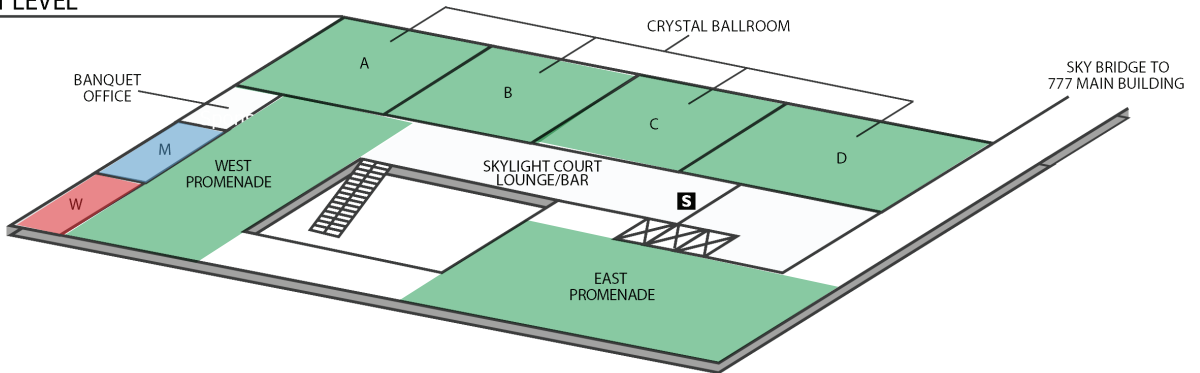 LEVEL
CRYSTAL BALLROOM
SKY BRIDGE TO
777 MAIN BUILDING
BANQUET
OFFICE
A
B
C
D
M
W
WEST
PROMENADE
SKYLIGHT COURT
LOUNGE/BAR
S
EAST
PROMENADE